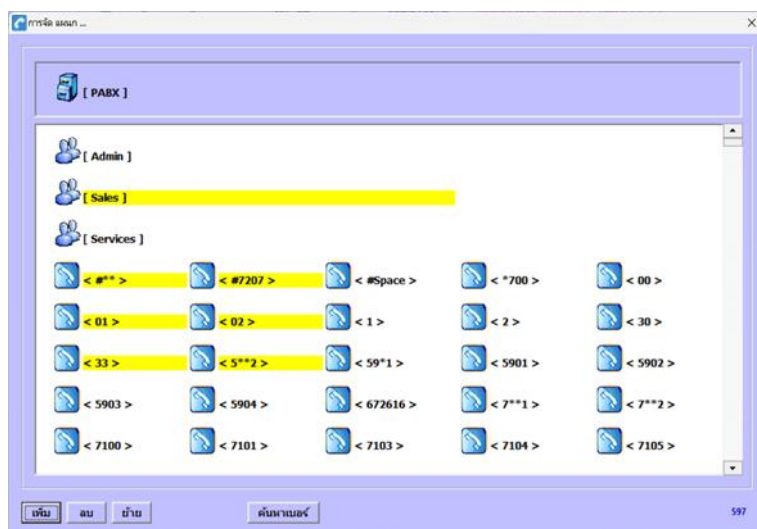 การจัด แผนก ...
[ PABX ]
[ Admin ]
[ Sales ]
[ Services ]
< #** > < #7207 > < #Space > < *700 > < 00 >
< 01 > < 02 > < 1 > < 2 > < 30 >
< 33 > < 5**2 > < 59*1 > < 5901 > < 5902 >
< 5903 > < 5904 > < 672616 > < 7**1 > < 7**2 >
< 7100 > < 7101 > < 7103 > < 7104 > < 7105 >
เพิ่ม ลบ ย้าย ค้นหาเบอร์ 597